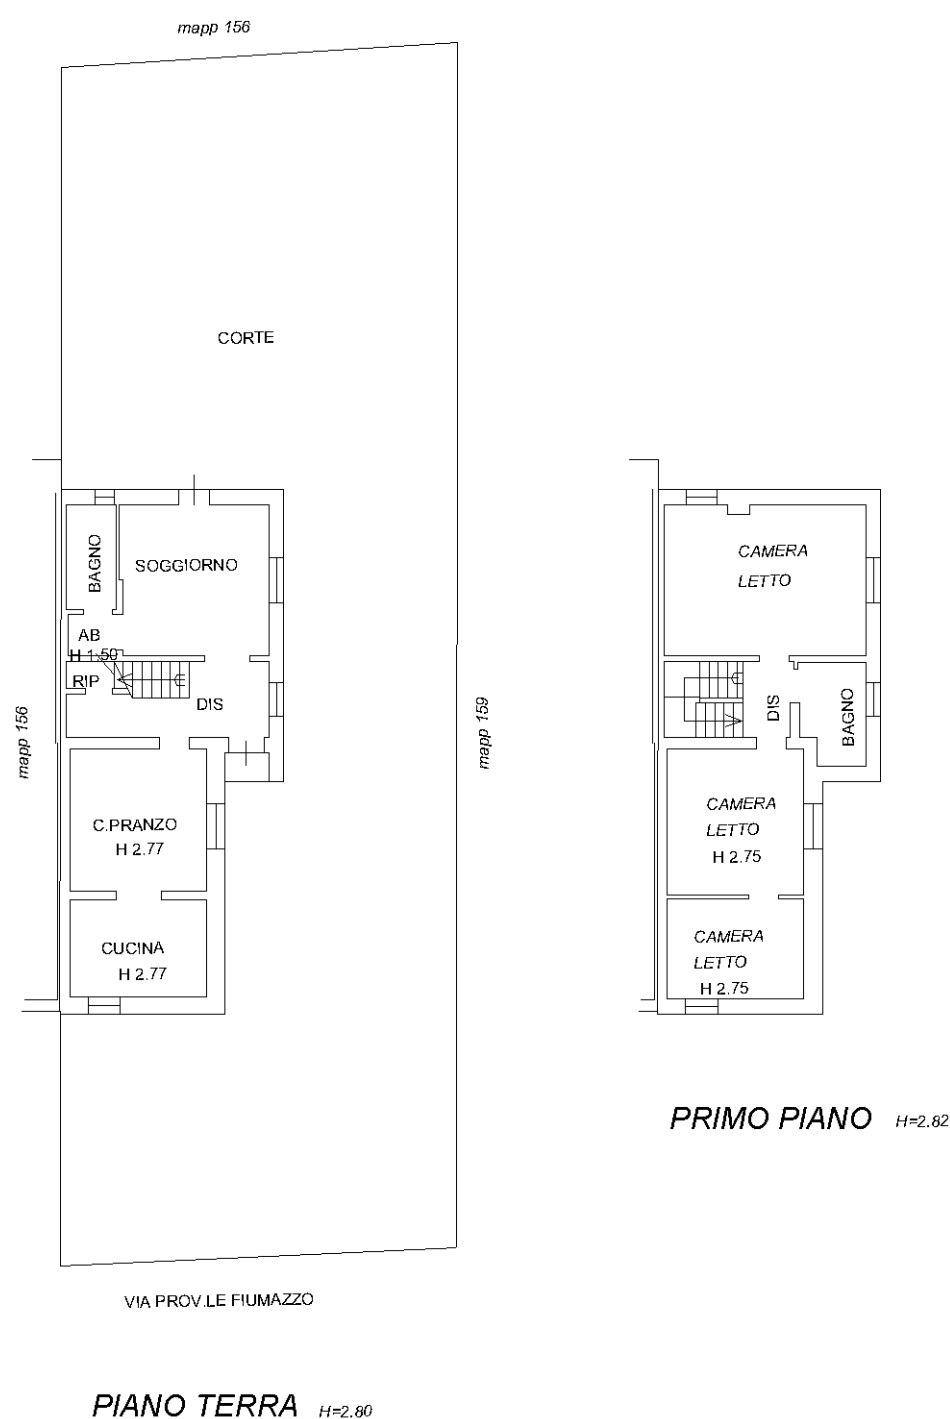 mapp 156
CORTE
BAGNO
SOGGIORNO
AB
H 1.50
RIP
DIS
mapp 156
mapp 159
C.PRANZO
H 2.77
CUCINA
H 2.77
VIA PROV.LE FIUMAZZO
PIANO TERRA H=2.80
CAMERA
LETTO
DIS
BAGNO
CAMERA
LETTO
H 2.75
CAMERA
LETTO
H 2.75
PRIMO PIANO H=2.82